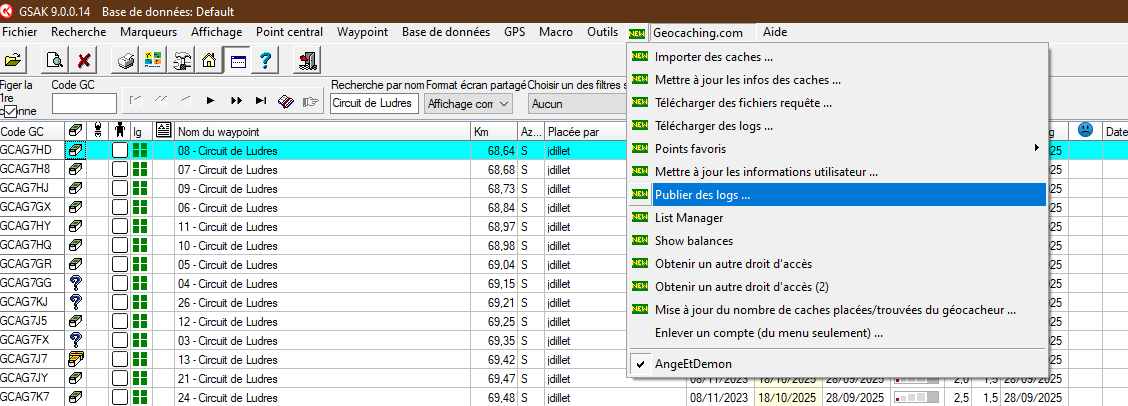 GSAK 9.0.0.14 Base de données: Default
Fichier Recherche Marqueurs Affichage Point central Waypoint Base de données GPS Macro Outils NEW Geocaching.com Aide
NEW Importer des caches ...
NEW Mettre à jour les infos des caches ...
NEW Télécharger des fichiers requête ...
NEW Télécharger des logs ...
NEW Points favoris
NEW Mettre à jour les informations utilisateur ...
NEW Publier des logs ...
NEW List Manager
NEW Show balances
NEW Obtenir un autre droit d'accès
NEW Obtenir un autre droit d'accès (2)
NEW Mise à jour du nombre de caches placées/trouvées du géocacheur ...
Enlever un compte (du menu seulement) ...
AngeEtDemon
Figer la
1re
onne
Code GC
Recherche par nom
Circuit de Ludres
Format écran partagé
Affichage com
Choisir un des filtres s
Aucun
Code GC lg Nom du waypoint Km Az... Placée par g Date
GCAG7HD 08 - Circuit de Ludres 68,64 S jdillet 2025
GCAG7H8 07 - Circuit de Ludres 68,68 S jdillet 2025
GCAG7HJ 09 - Circuit de Ludres 68,73 S jdillet 2025
GCAG7GX 06 - Circuit de Ludres 68,84 S jdillet 2025
GCAG7HY 11 - Circuit de Ludres 68,97 S jdillet 2025
GCAG7HQ 10 - Circuit de Ludres 68,98 S jdillet 2025
GCAG7GR 05 - Circuit de Ludres 69,04 S jdillet 2025
GCAG7GG 04 - Circuit de Ludres 69,15 S jdillet 2025
GCAG7KJ 26 - Circuit de Ludres 69,21 S jdillet 2025
GCAG7J5 12 - Circuit de Ludres 69,25 S jdillet 2025
GCAG7FX 03 - Circuit de Ludres 69,35 S jdillet 2025
GCAG7J7 13 - Circuit de Ludres 69,42 S jdillet 2025
GCAG7JY 21 - Circuit de Ludres 69,47 S jdillet 08/11/2023 18/10/2025 28/09/2025 2,0 1,5 28/09/2025
GCAG7K7 24 - Circuit de Ludres 69,48 S jdillet 08/11/2023 18/10/2025 28/09/2025 2,5 1,5 28/09/2025